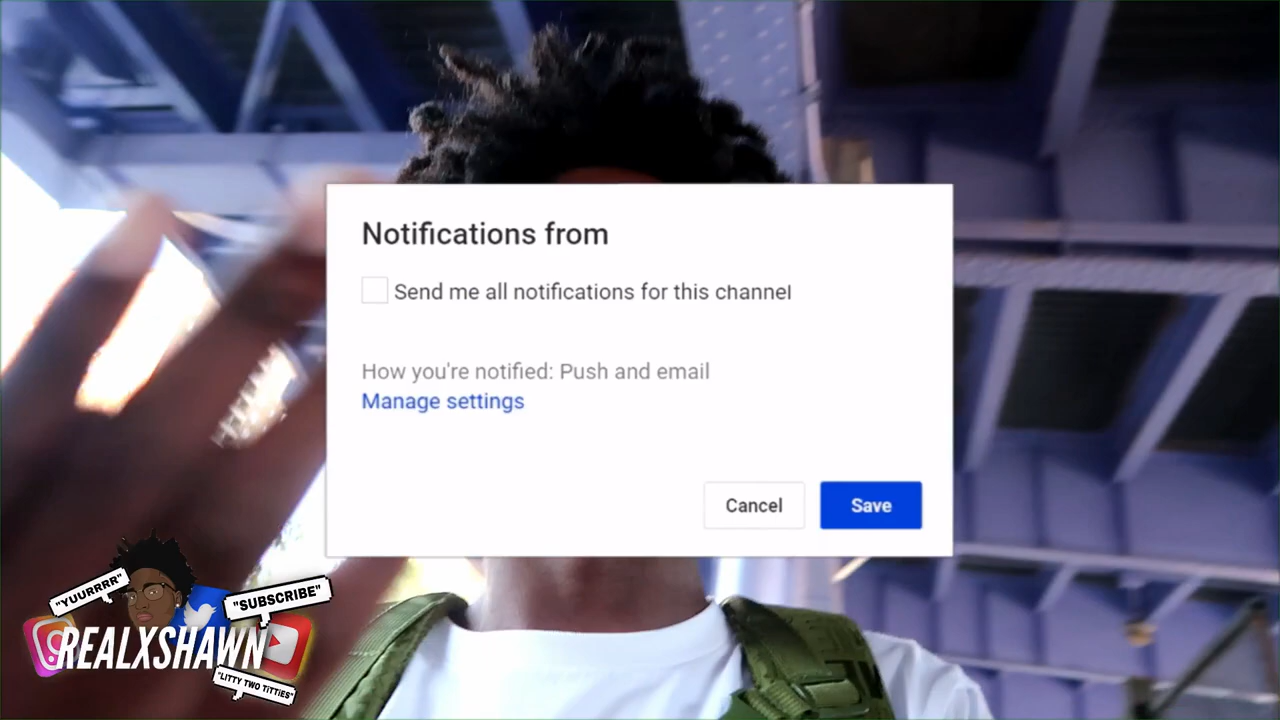 Notifications from
Send me all notifications for this channel
How you're notified: Push and email
Manage settings
Cancel
Save
"YUURRRR"
"SUBSCRIBE"
REALXSHAWN
"LITTY TWO TITTIES"